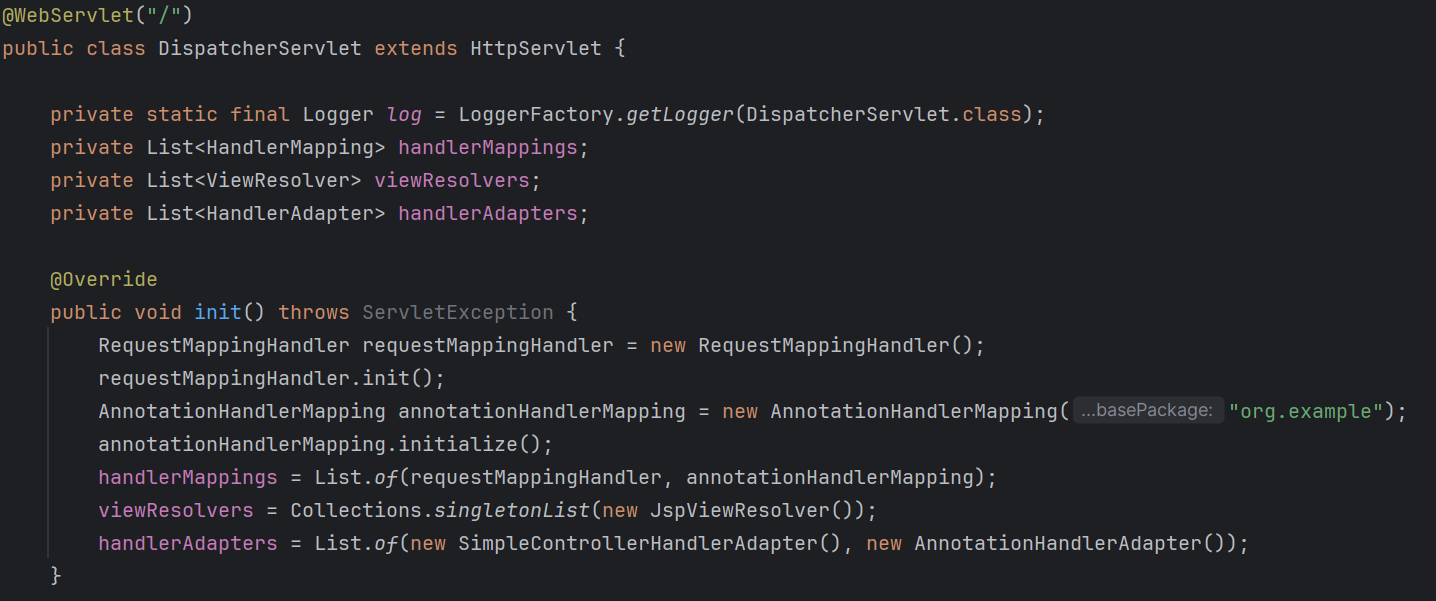 @WebServlet("/")
public class DispatcherServlet extends HttpServlet {
private static final Logger log = LoggerFactory.getLogger(DispatcherServlet.class);
private List<HandlerMapping> handlerMappings;
private List<ViewResolver> viewResolvers;
private List<HandlerAdapter> handlerAdapters;
@Override
public void init() throws ServletException {
RequestMappingHandler requestMappingHandler = new RequestMappingHandler();
requestMappingHandler.init();
AnnotationHandlerMapping annotationHandlerMapping = new AnnotationHandlerMapping( ...basePackage: "org.example");
annotationHandlerMapping.initialize();
handlerMappings = List.of(requestMappingHandler, annotationHandlerMapping);
viewResolvers = Collections.singletonList(new JspViewResolver());
handlerAdapters = List.of(new SimpleControllerHandlerAdapter(), new AnnotationHandlerAdapter());
}